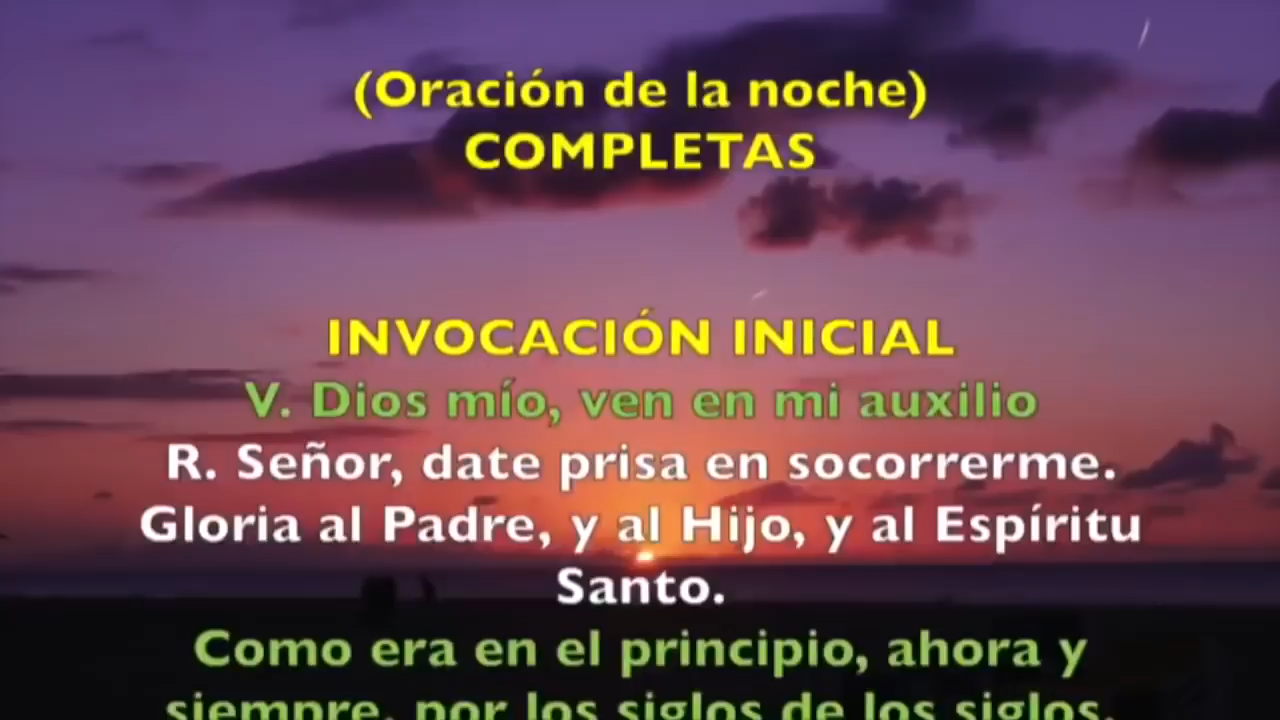 (Oración de la noche)
COMPLETAS
INVOCACIÓN INICIAL
V. Dios mío, ven en mi auxilio
R. Señor, date prisa en socorrerme.
Gloria al Padre, y al Hijo, y al Espíritu
Santo.
Como era en el principio, ahora y
siempre, por los siglos de los siglos.